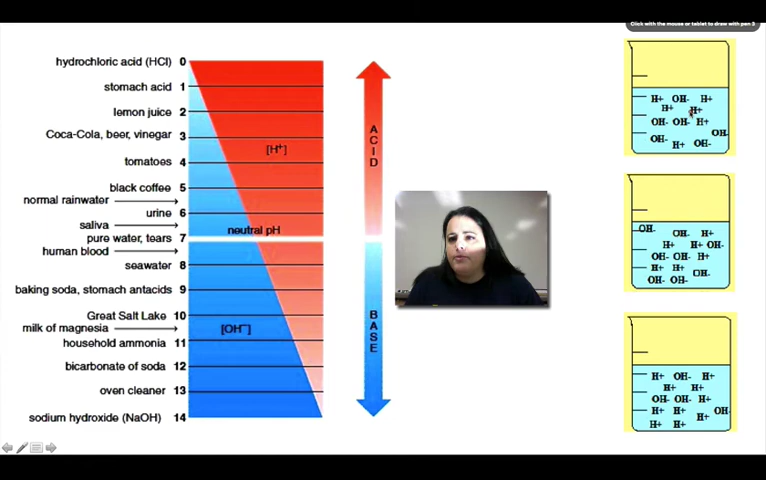 Click with the mouse or tablet to draw with pen 3
hydrochloric acid (HCl) 0
stomach acid 1
lemon juice 2
Coca-Cola, beer, vinegar 3
tomatoes 4
black coffee 5
normal rainwater
urine 6
saliva
pure water, tears 7
human blood
seawater 8
baking soda, stomach antacids 9
Great Salt Lake 10
milk of magnesia
household ammonia 11
bicarbonate of soda 12
oven cleaner 13
sodium hydroxide (NaOH) 14
[H+]
neutral pH
[OH−]
ACID
BASE
H+ OH- H+
H+ H+
OH- OH- H+
OH-
OH- H+ OH-
OH- OH- H+
H+ H+ OH-
OH- OH- H+
H+ H+ OH-
OH- OH-
H+ OH- H+
H+ H+
OH- OH- H+
H+ H+ H+ OH-
H+ H+